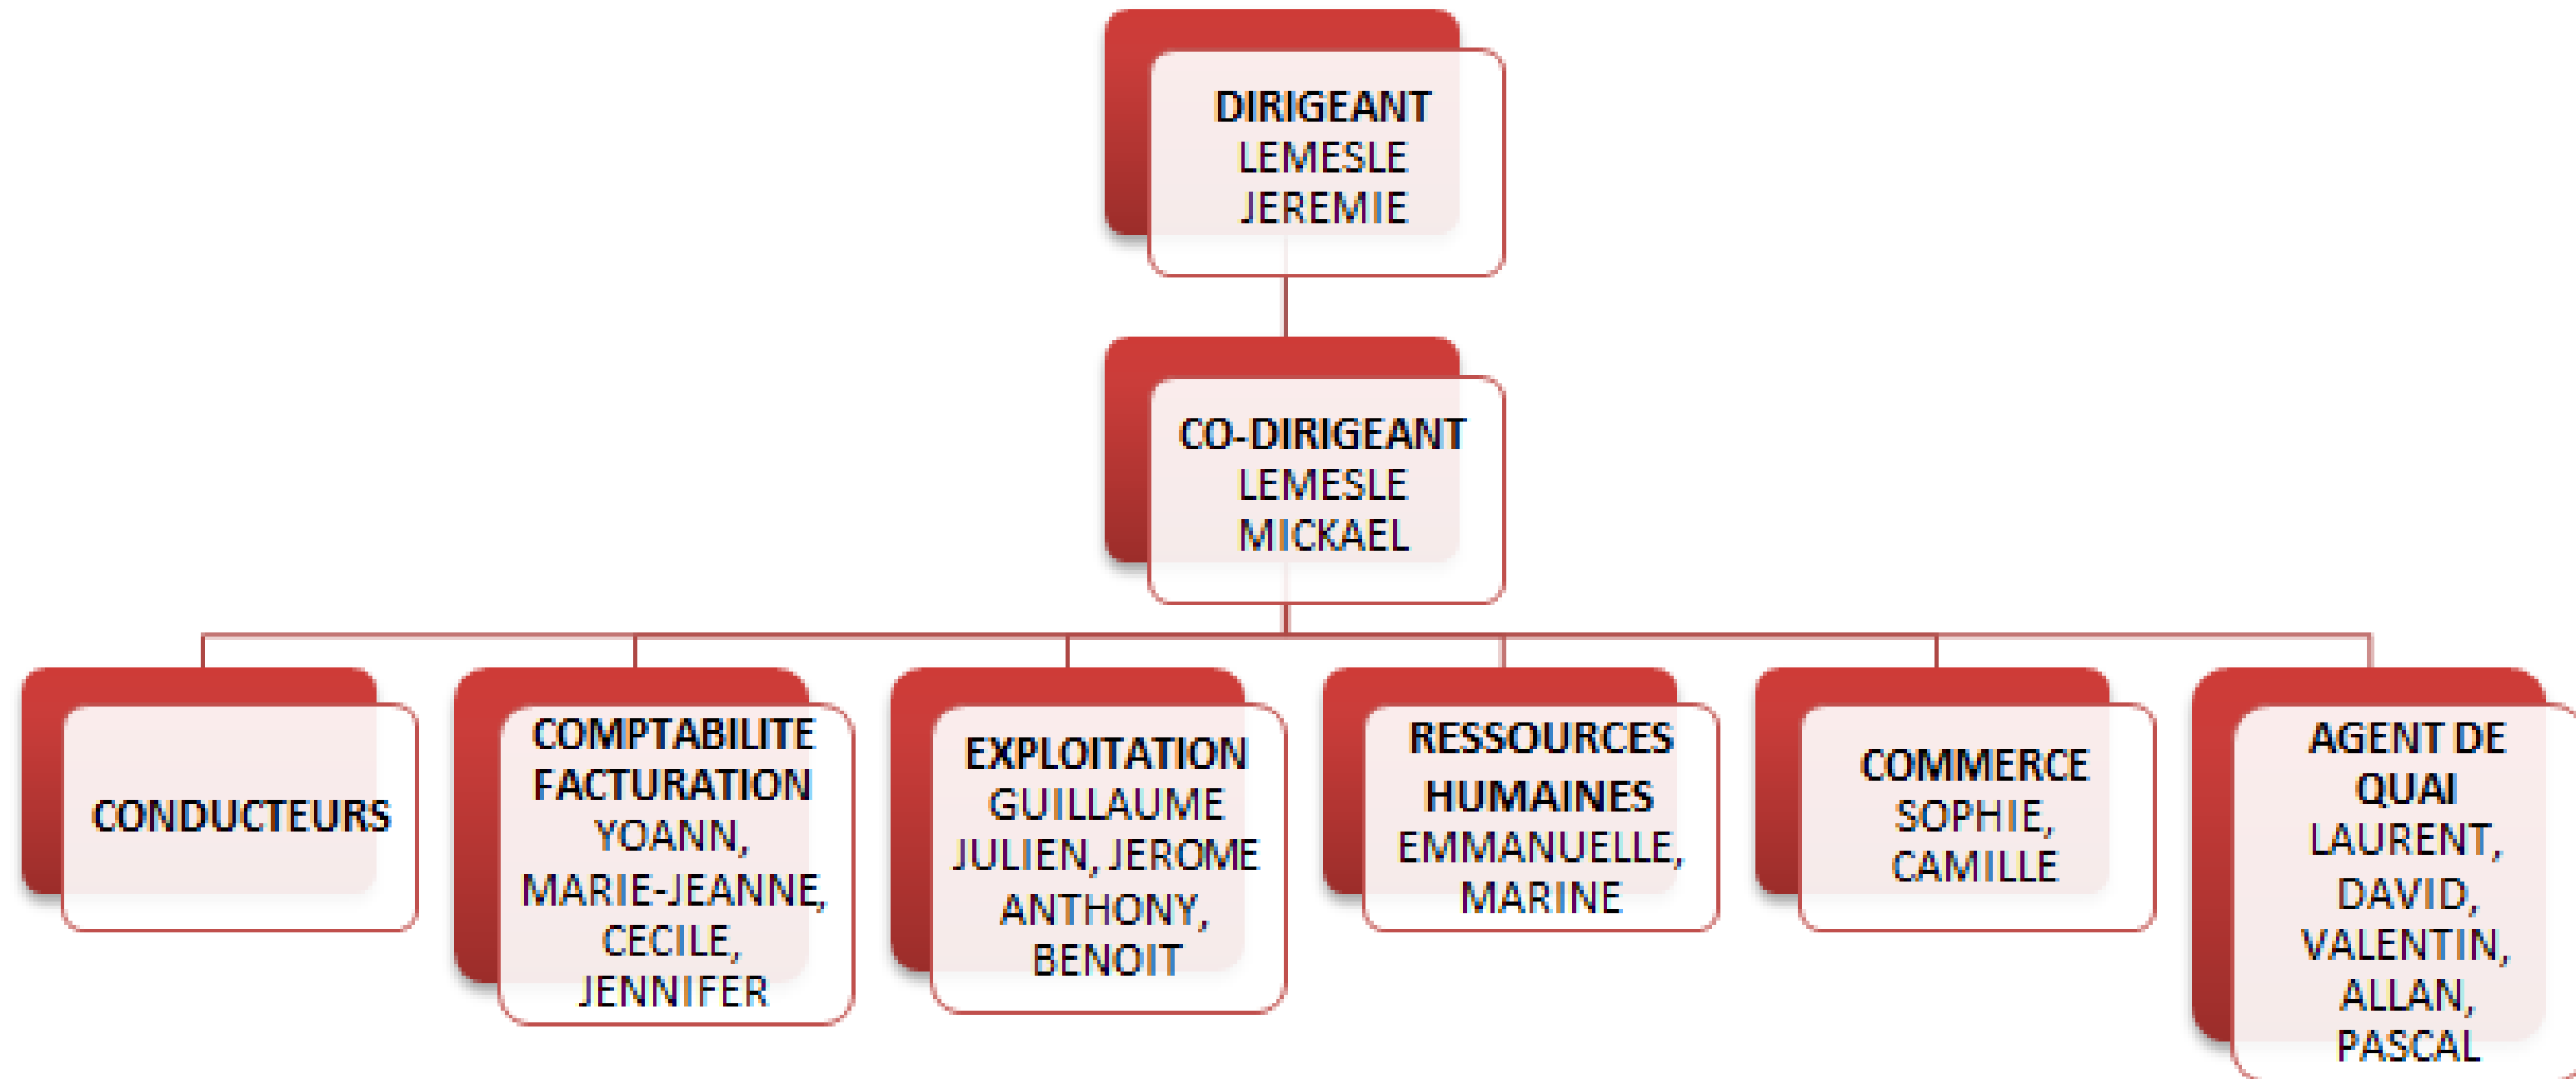 DIRIGEANT
LEMESLE
JEREMIE
CO-DIRIGEANT
LEMESLE
MICKAEL
CONDUCTEURS
COMPTABILITE
FACTURATION
YOANN,
MARIE-JEANNE,
CECILE,
JENNIFER
EXPLOITATION
GUILLAUME
JULIEN, JEROME
ANTHONY,
BENOIT
RESSOURCES
HUMAINES
EMMANUELLE,
MARINE
COMMERCE
SOPHIE,
CAMILLE
AGENT DE
QUAI
LAURENT,
DAVID,
VALENTIN,
ALLAN,
PASCAL